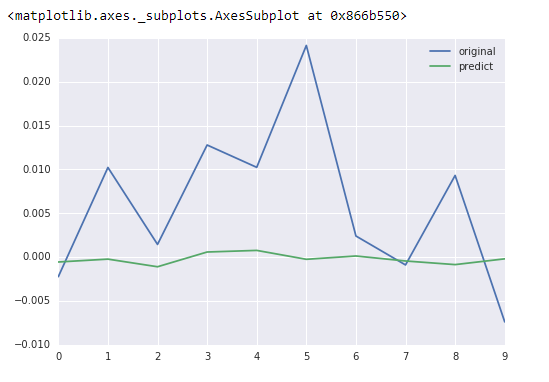 <matplotlib.axes._subplots.AxesSubplot at 0x866b550>
0.025
original
predict
0.020
0.015
0.010
0.005
0.000
−0.005
−0.010
0 1 2 3 4 5 6 7 8 9